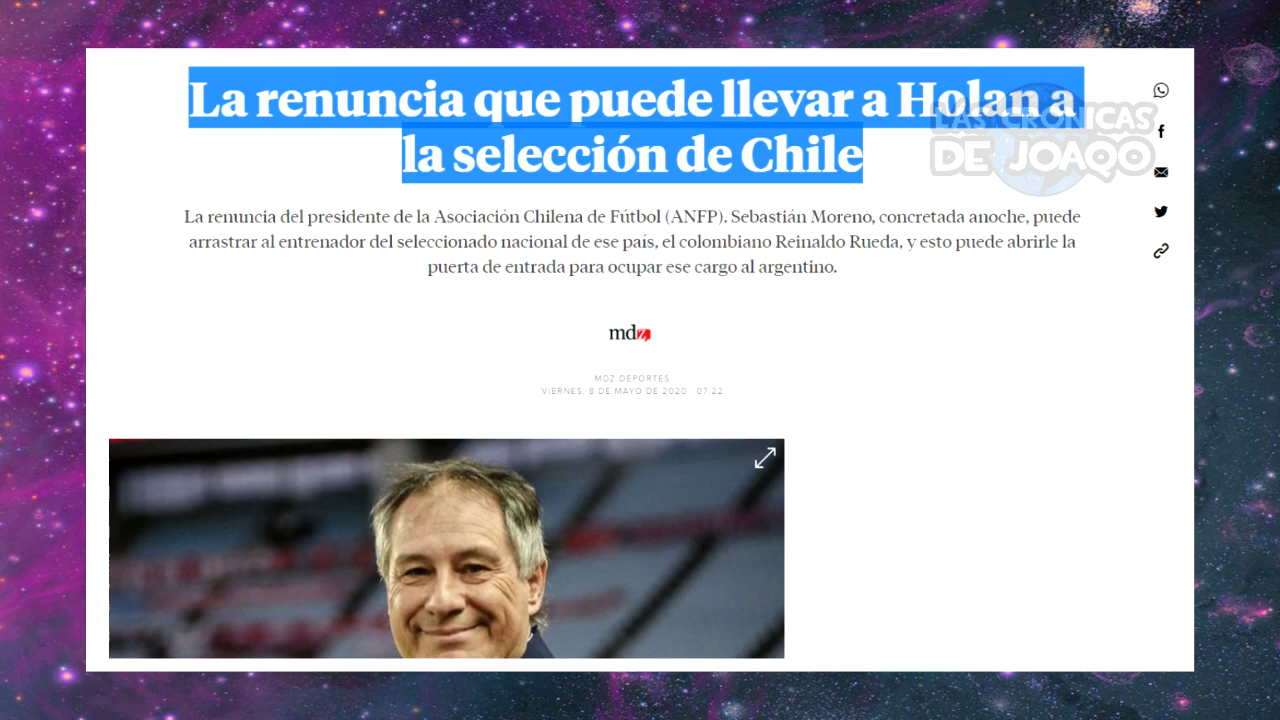 La renuncia que puede llevar a Holan a
la selección de Chile
LAS CRÓNICAS
DE JOAQO
La renuncia del presidente de la Asociación Chilena de Fútbol (ANFP). Sebastián Moreno, concretada anoche, puede
arrastrar al entrenador del seleccionado nacional de ese país, el colombiano Reinaldo Rueda, y esto puede abrirle la
puerta de entrada para ocupar ese cargo al argentino.
mdz
MDZ DEPORTES
VIERNES, 8 DE MAYO DE 2020 07:22